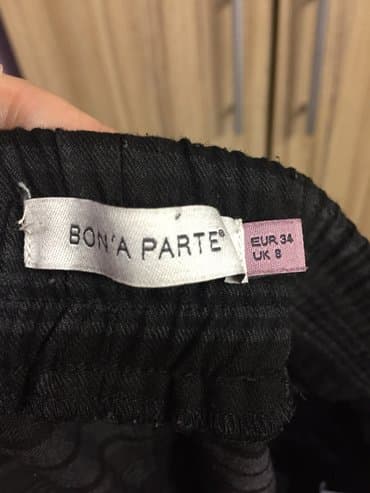 BON'A PARTE®
EUR 34
UK 8